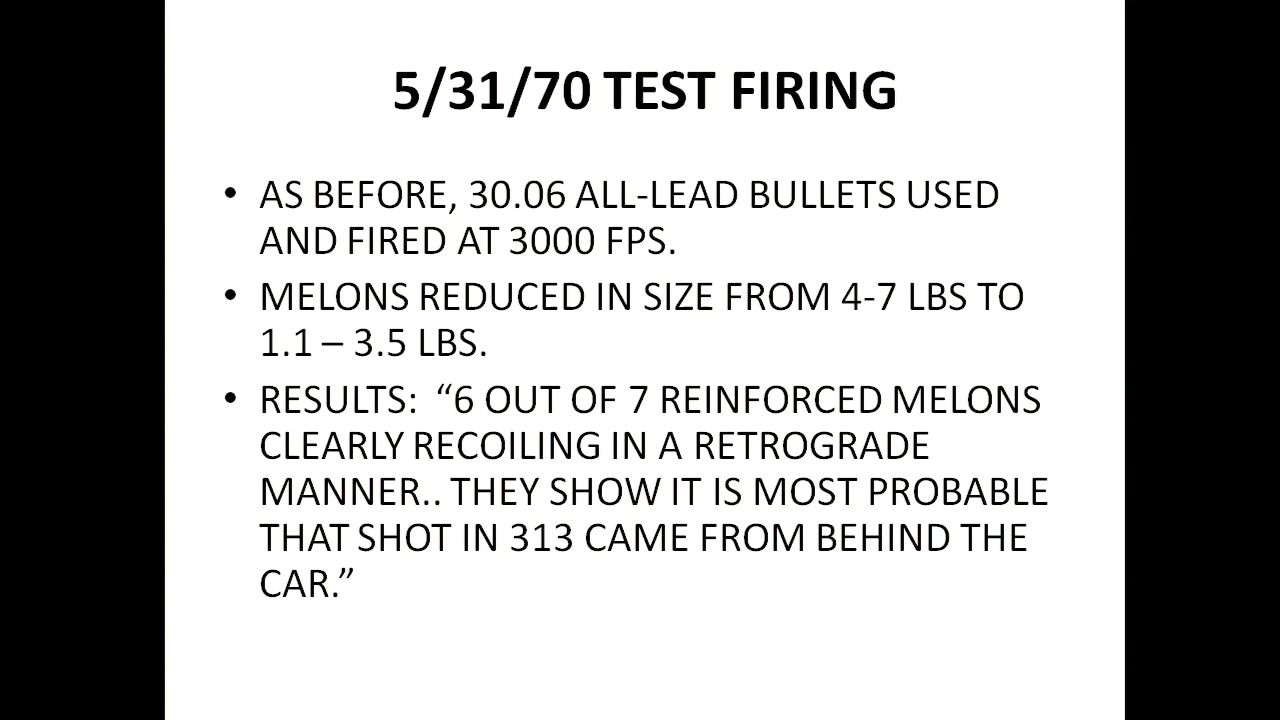 5/31/70 TEST FIRING
• AS BEFORE, 30.06 ALL-LEAD BULLETS USED
AND FIRED AT 3000 FPS.
• MELONS REDUCED IN SIZE FROM 4-7 LBS TO
1.1 – 3.5 LBS.
• RESULTS:  “6 OUT OF 7 REINFORCED MELONS
CLEARLY RECOILING IN A RETROGRADE
MANNER.. THEY SHOW IT IS MOST PROBABLE
THAT SHOT IN 313 CAME FROM BEHIND THE
CAR.”